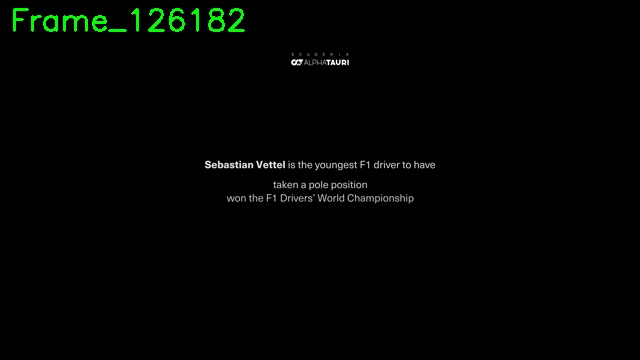 Frame_126182
SCUDERIA
ALPHATAURI
Sebastian Vettel is the youngest F1 driver to have
taken a pole position
won the F1 Drivers' World Championship